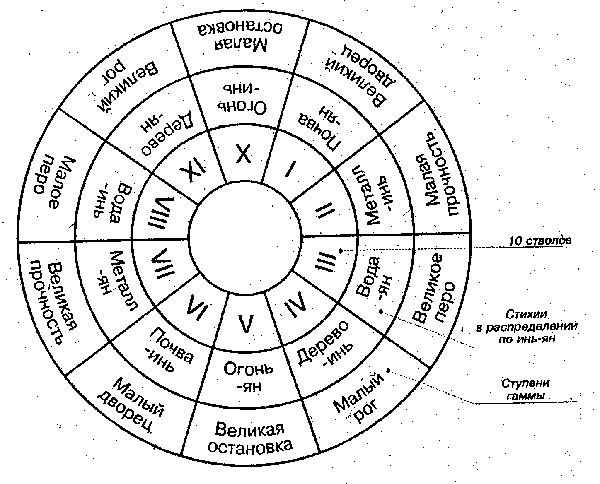 Малая
остановка
Огонь
-инь
X
Великий
дворец
Почва
-ян
I
Малая
прочность
Металл
-инь
II
Великое
перо
Вода
-ян
III
Малый
рог
Дерево
-инь
IV
Великая
остановка
Огонь
-ян
V
Малый
дворец
Почва
-инь
VI
Великая
прочность
Металл
-ян
VII
Малое
перо
Вода
-инь
VIII
Великий
рог
Дерево
-ян
IX
10 стволов
Стихии
в распределений
по инь-ян
Ступени
гаммы